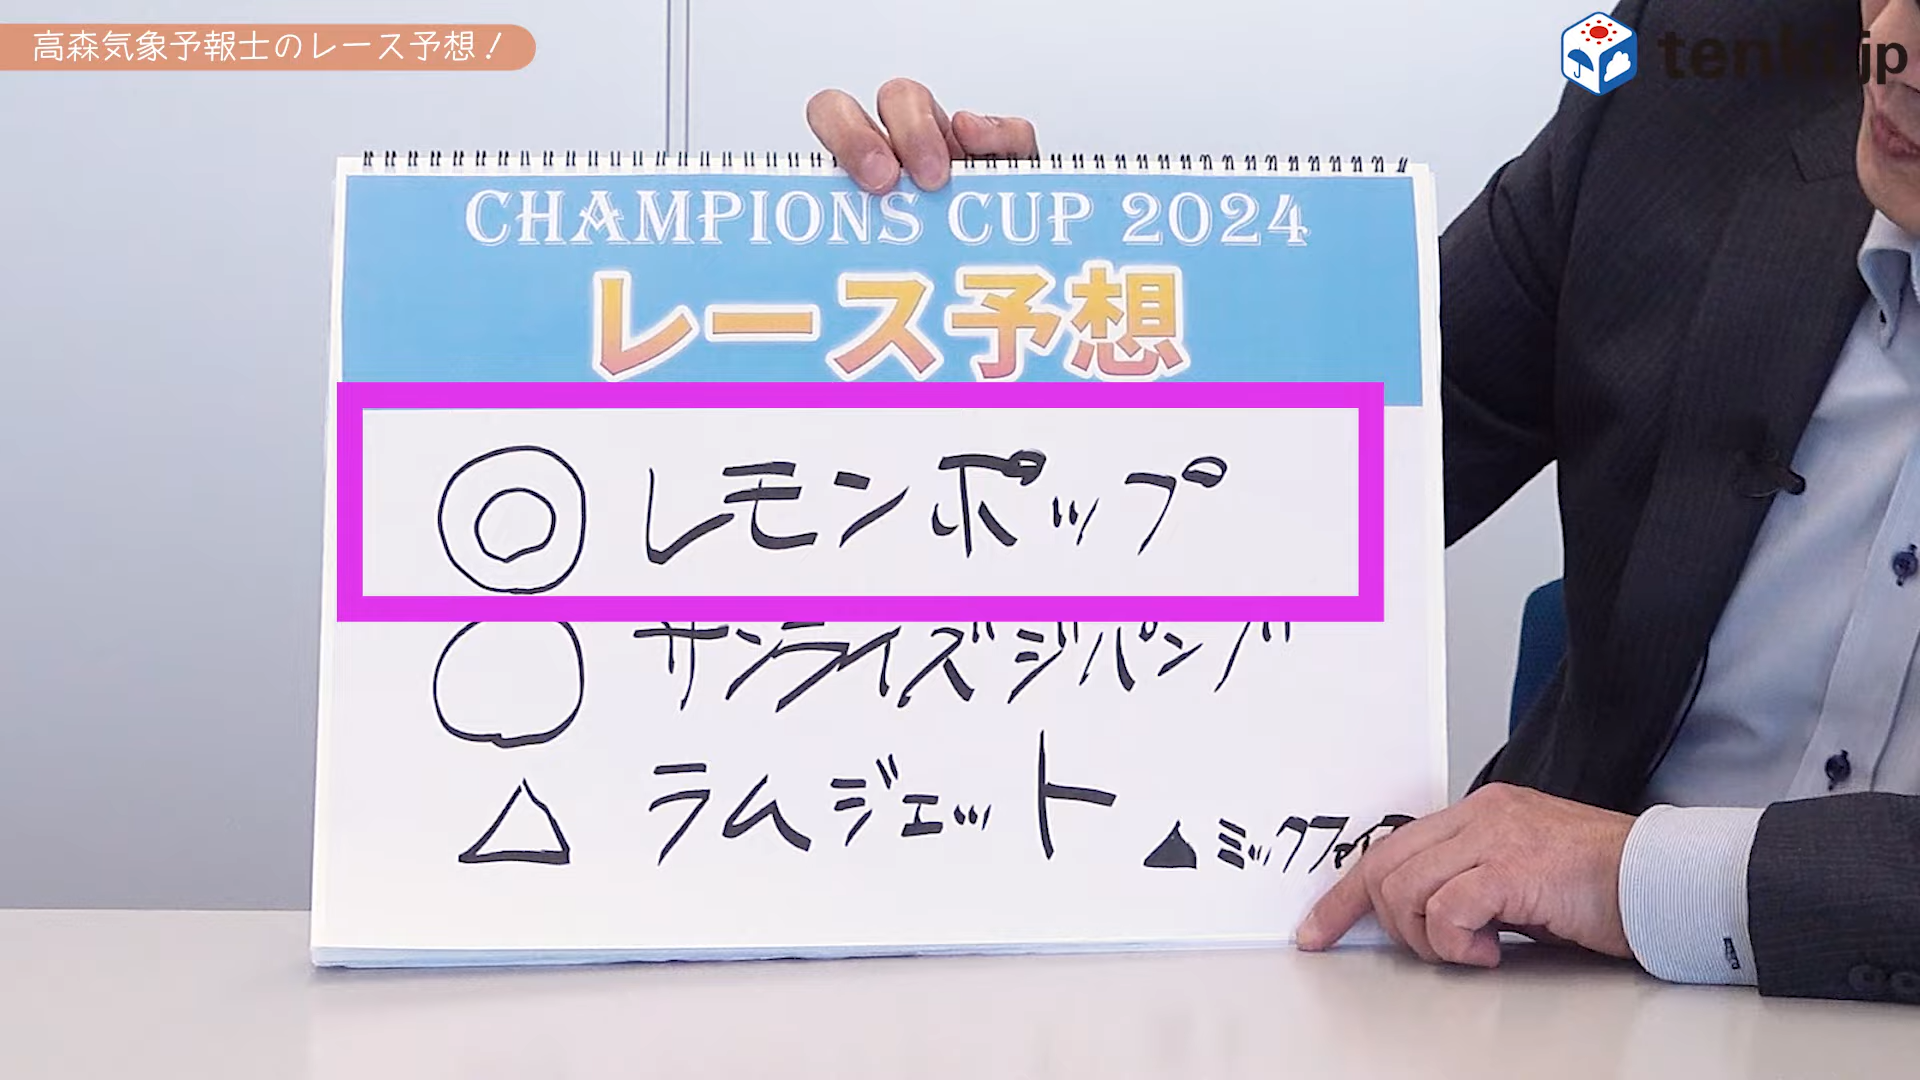 高森気象予報士のレース予想！
tenki.jp
CHAMPIONS CUP 2024
レース予想
◎ レモンポップ
○ サンライズジパング
△ ラムジェット
▲ ミックファイア